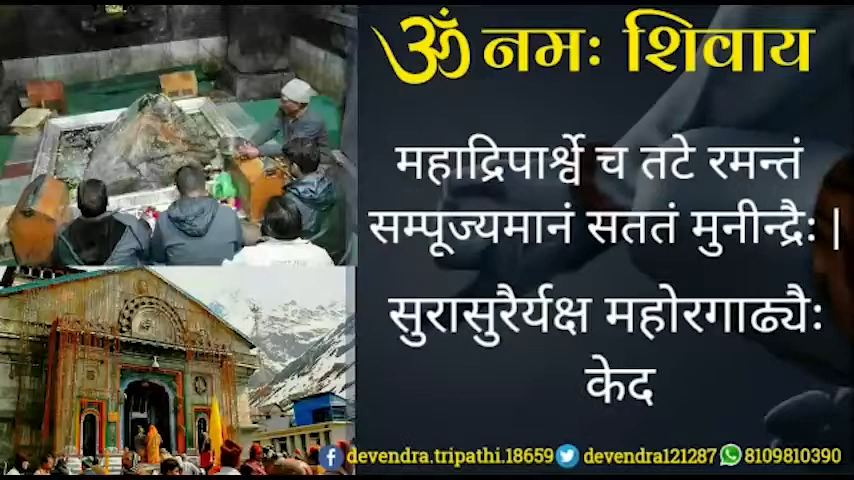 ॐ नमः शिवाय
महाद्रिपार्श्वे च तटे रमन्तं
सम्पूज्यमानं सततं मुनीन्द्रैः |
सुरासुरैर्यक्ष महोरगाढ्यैः
केद
devendra.tripathi.18659 devendra121287 8109810390